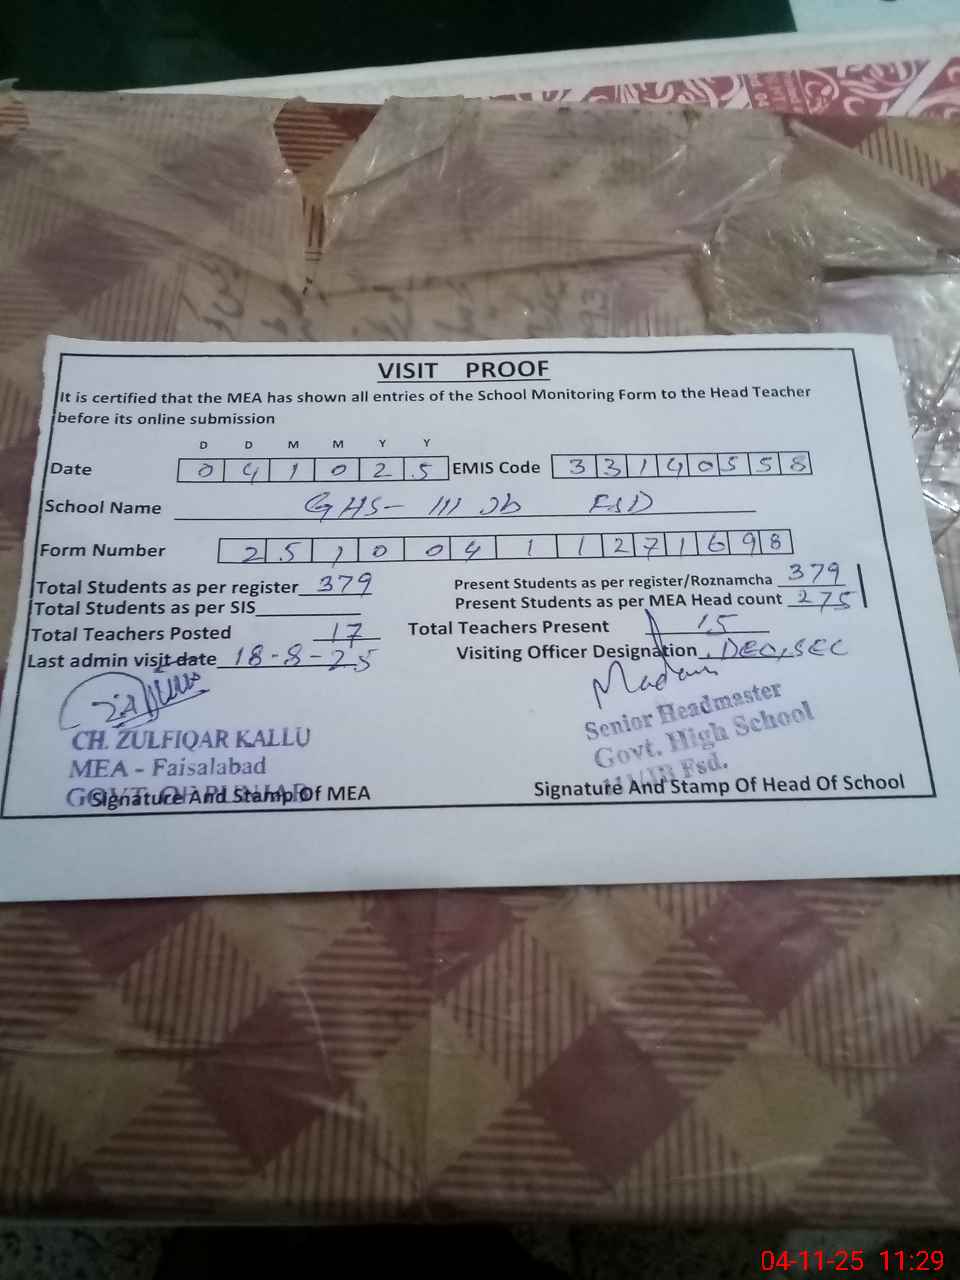 VISIT PROOF
It is certified that the MEA has shown all entries of the School Monitoring Form to the Head Teacher
before its online submission
D D M M Y Y
Date 0 4 1 0 2 5 EMIS Code 3 3 1 4 0 5 5 8
School Name GHS- 111 Jb FSD
Form Number 2 5 1 0 0 4 1 1 2 7 1 6 9 8
Total Students as per register 379 Present Students as per register/Roznamcha 379
Total Students as per SIS Present Students as per MEA Head count 275
Total Teachers Posted 17 Total Teachers Present 15
Last admin visit date 18-8-25 Visiting Officer Designation DEO, SEC
CH. ZULFIQAR KALLU
MEA - Faisalabad
GOVT. OF PUNJAB
Signature And Stamp Of MEA
Senior Headmaster
Govt. High School
111/JB Fsd.
Signature And Stamp Of Head Of School
04-11-25 11:29